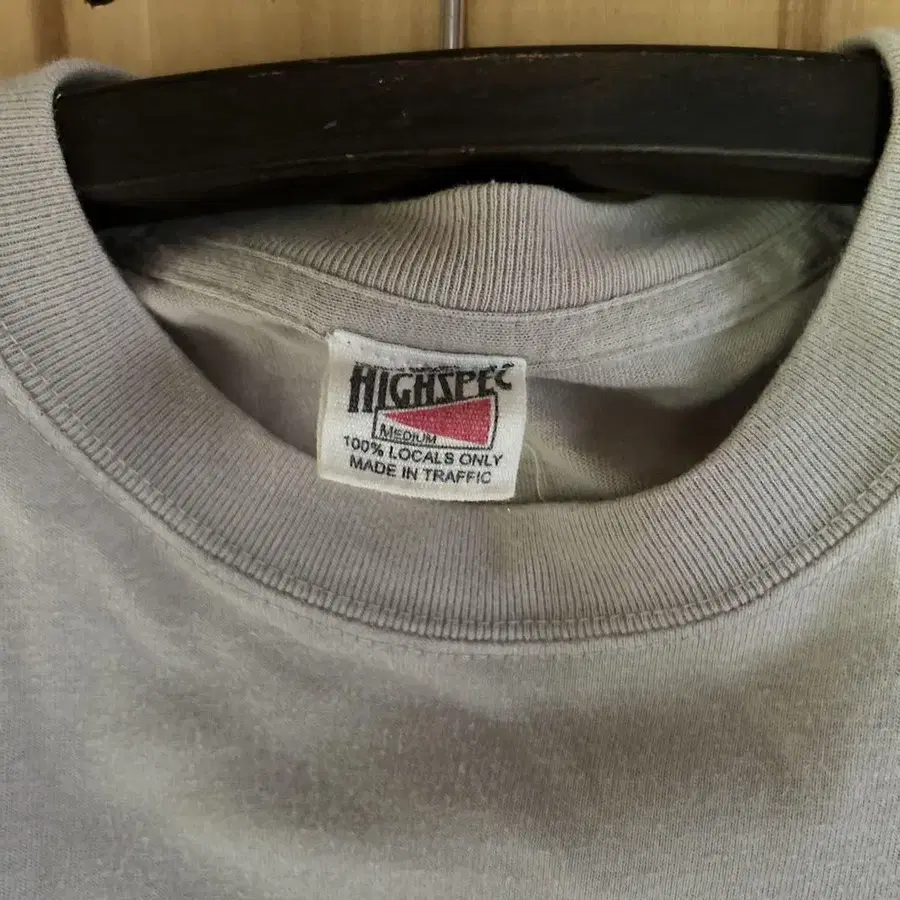 HIGHSPEC
MEDIUM
100% LOCALS ONLY
MADE IN TRAFFIC